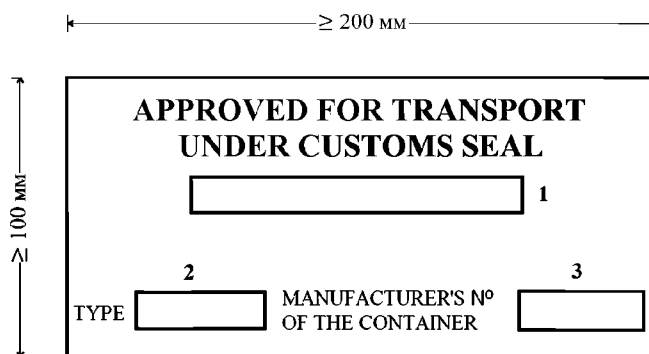 ≥ 200 мм
APPROVED FOR TRANSPORT
UNDER CUSTOMS SEAL
1
≥ 100 мм
2
3
TYPE
MANUFACTURER'S Nº
OF THE CONTAINER